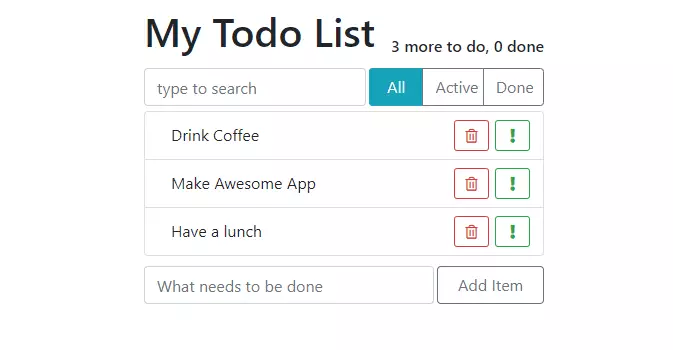 My Todo List 3 more to do, 0 done
type to search All Active Done
Drink Coffee
Make Awesome App
Have a lunch
What needs to be done Add Item